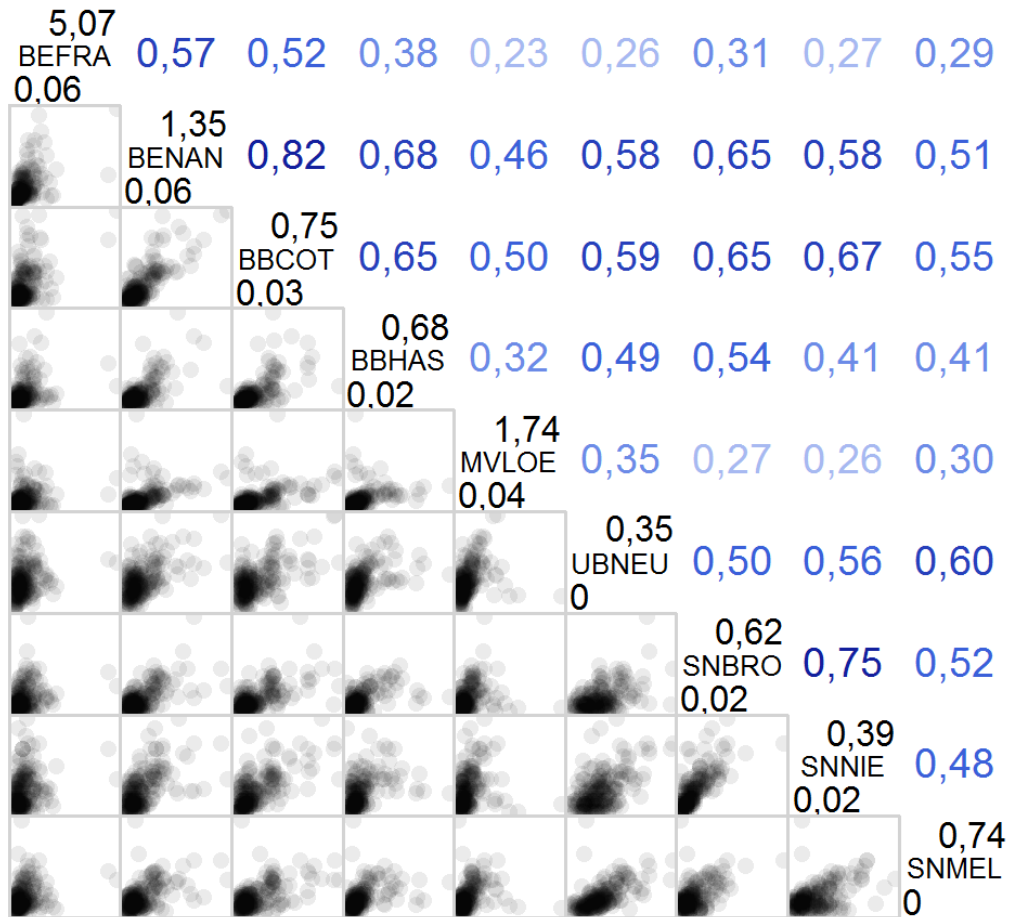 5,07
BEFRA 0,57 0,52 0,38 0,23 0,26 0,31 0,27 0,29
0,06
1,35
BENAN 0,82 0,68 0,46 0,58 0,65 0,58 0,51
0,06
0,75
BBCOT 0,65 0,50 0,59 0,65 0,67 0,55
0,03
0,68
BBHAS 0,32 0,49 0,54 0,41 0,41
0,02
1,74
MVLOE 0,35 0,27 0,26 0,30
0,04
0,35
UBNEU 0,50 0,56 0,60
0
0,62
SNBRO 0,75 0,52
0,02
0,39
SNNIE 0,48
0,02
0,74
SNMEL
0